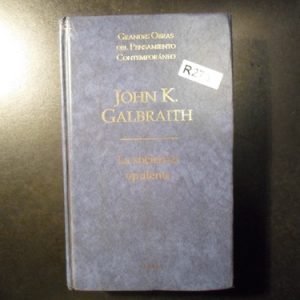 GRANDES OBRAS
DEL PENSAMIENTO
CONTEMPORÁNEO
JOHN K.
GALBRAITH
La sociedad
opulenta